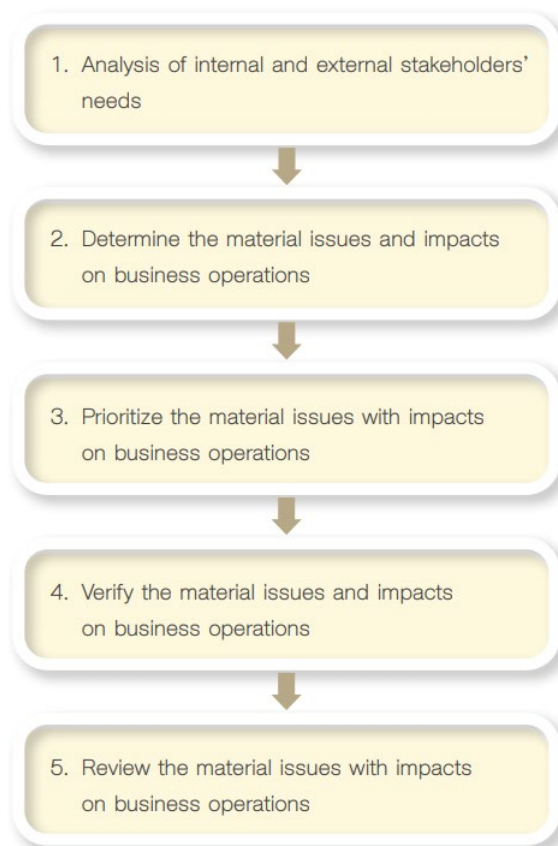 1. Analysis of internal and external stakeholders’
needs
2. Determine the material issues and impacts
on business operations
3. Prioritize the material issues with impacts
on business operations
4. Verify the material issues and impacts
on business operations
5. Review the material issues with impacts
on business operations